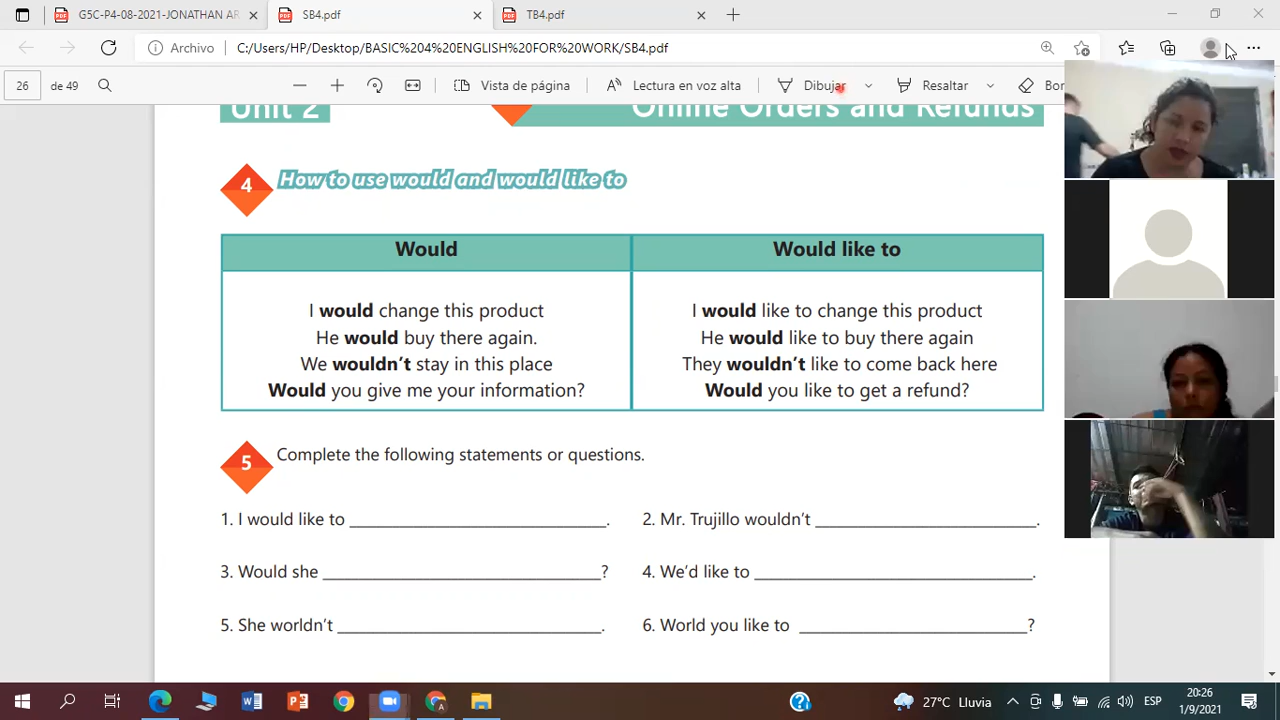 G5C-P4-08-2021-JONATHAN AR
SB4.pdf
TB4.pdf
Archivo
C:/Users/HP/Desktop/BASIC%204%20ENGLISH%20FOR%20WORK/SB4.pdf
26 de 49
Vista de página
Lectura en voz alta
Dibujar
Resaltar
Bor
Unit 2
Online Orders and Refunds
4
How to use would and would like to
Would
Would like to
I would change this product
I would like to change this product
He would buy there again.
He would like to buy there again
We wouldn't stay in this place
They wouldn't like to come back here
Would you give me your information?
Would you like to get a refund?
5
Complete the following statements or questions.
1. I would like to ___________________________.
2. Mr. Trujillo wouldn't ________________________.
3. Would she ______________________________?
4. We'd like to ______________________________.
5. She worldn't ____________________________.
6. World you like to _________________________?
27°C Lluvia
ESP
20:26
1/9/2021